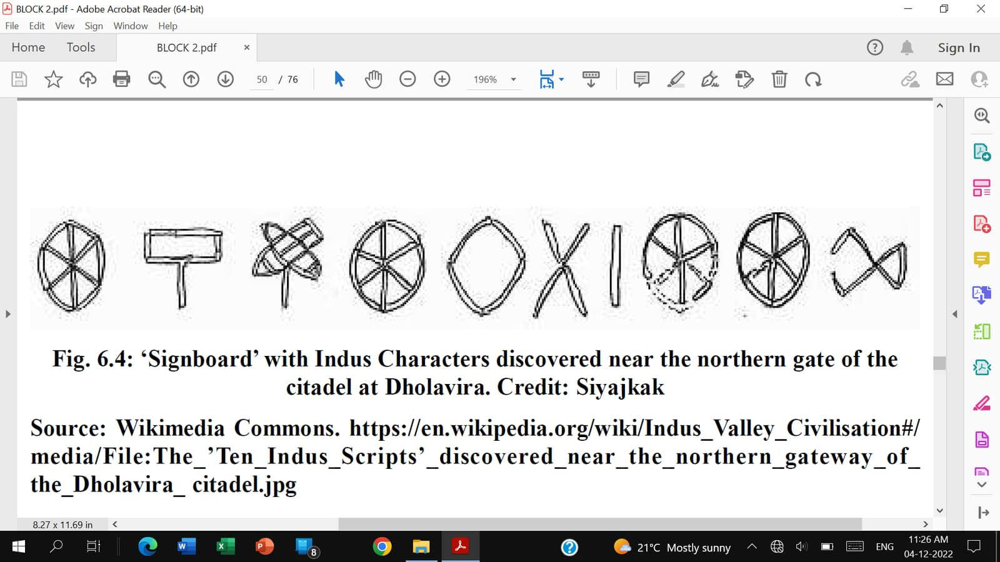 BLOCK 2.pdf - Adobe Acrobat Reader (64-bit)
File Edit View Sign Window Help
Home Tools BLOCK 2.pdf × Sign In
50 / 76 196%
Fig. 6.4: ‘Signboard’ with Indus Characters discovered near the northern gate of the
citadel at Dholavira. Credit: Siyajkak
Source: Wikimedia Commons. https://en.wikipedia.org/wiki/Indus_Valley_Civilisation#/
media/File:The_’Ten_Indus_Scripts’_discovered_near_the_northern_gateway_of_
the_Dholavira_ citadel.jpg
8.27 x 11.69 in
8 21°C Mostly sunny ENG 11:26 AM
04-12-2022